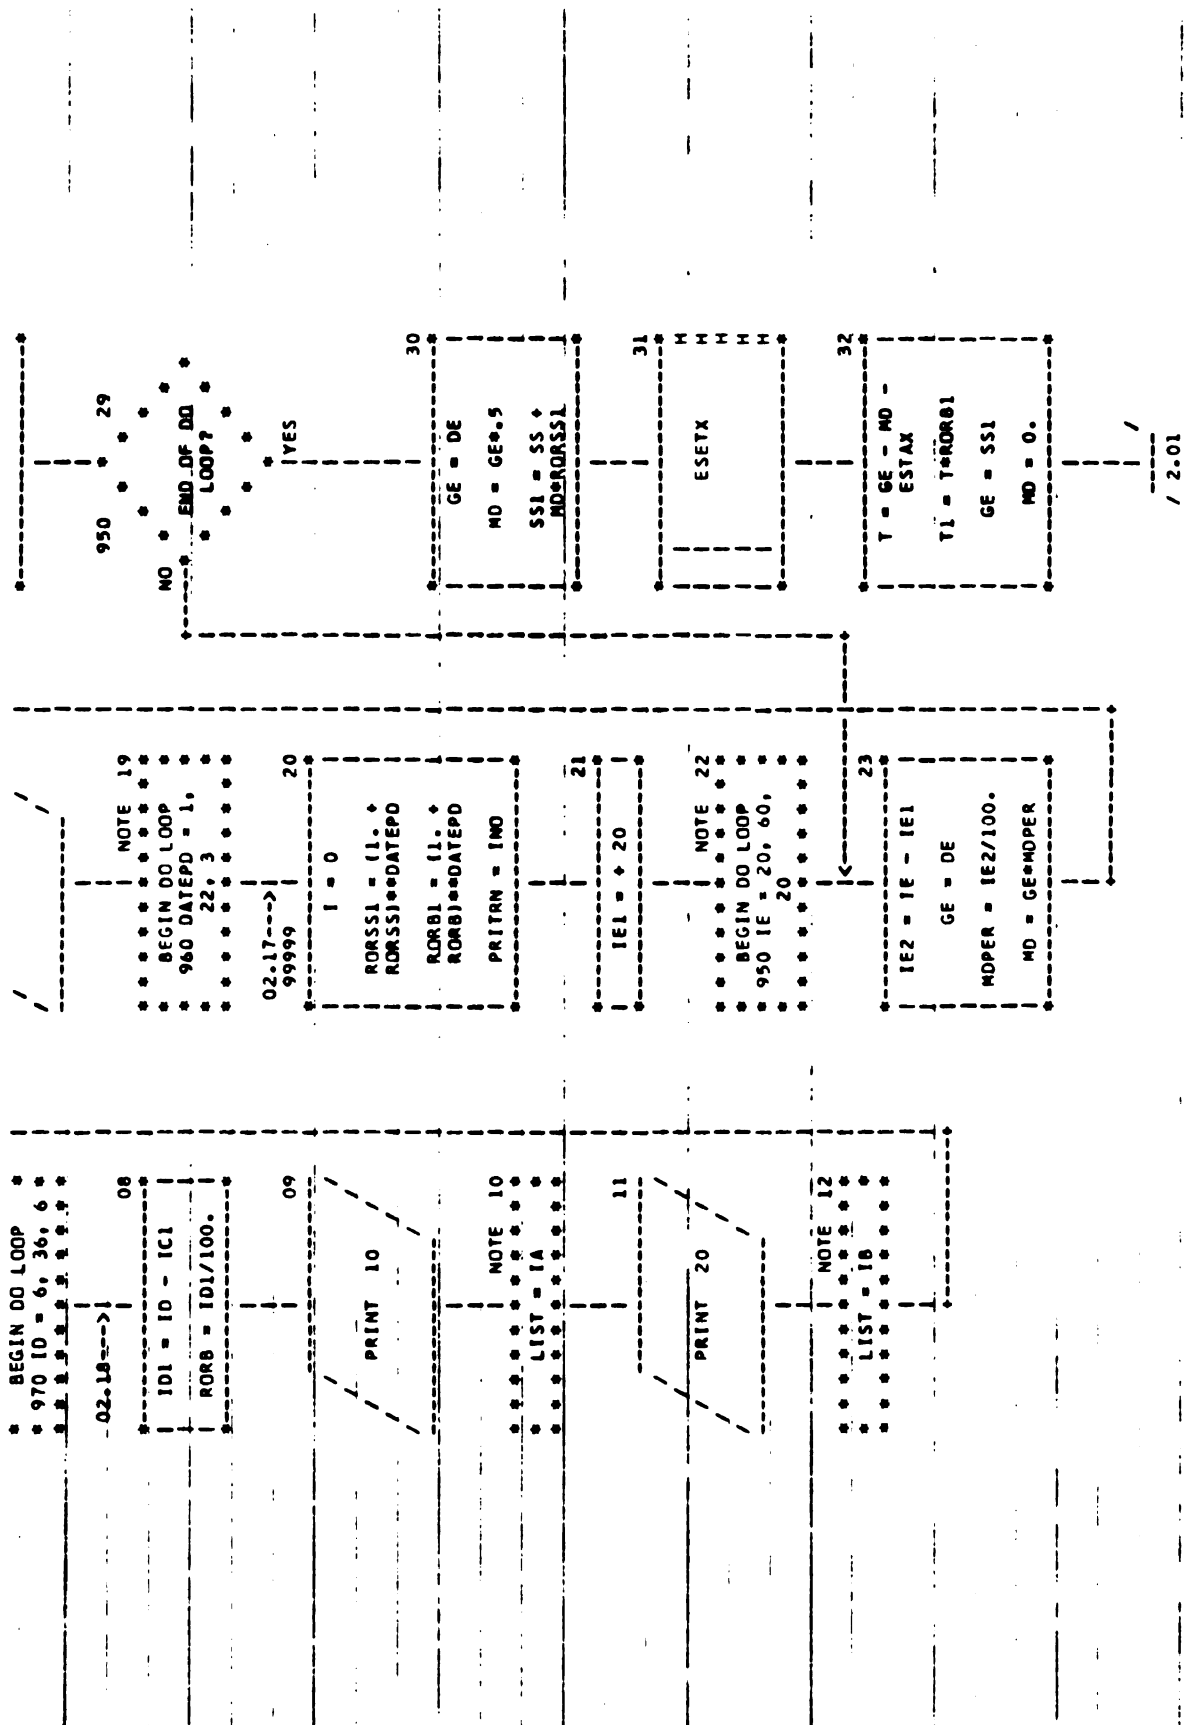 BEGIN DO LOOP
970 ID = 6, 36, 6
02.18--->
08
ID1 = ID - IC1
RORB = ID1/100.
09
PRINT 10
NOTE 10
LIST = IA
11
PRINT 20
NOTE 12
LIST = IB
NOTE 19
BEGIN DO LOOP
960 DATEPD = 1,
22, 3
02.17--->
99999
20
I = 0
RORSS1 = (1. +
RORSS)**DATEPD
RORB1 = (1. +
RORB)**DATEPD
PRITRN = INO
21
IE1 = + 20
NOTE 22
BEGIN DO LOOP
950 IE = 20, 60,
20
23
IE2 = IE - IE1
GE = DE
MDPER = IE2/100.
MD = GE*MDPER
950 29
NO
END OF DO
LOOP?
YES
30
GE = DE
MD = GE*.5
SS1 = SS +
MD*RORSS1
31
ESETX
32
T = GE - MD -
ESTAX
T1 = T*RORB1
GE = SS1
MD = 0.
/ 2.01